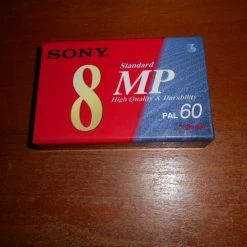 SONY
Standard
8 MP
High Quality & Durability
PAL 60